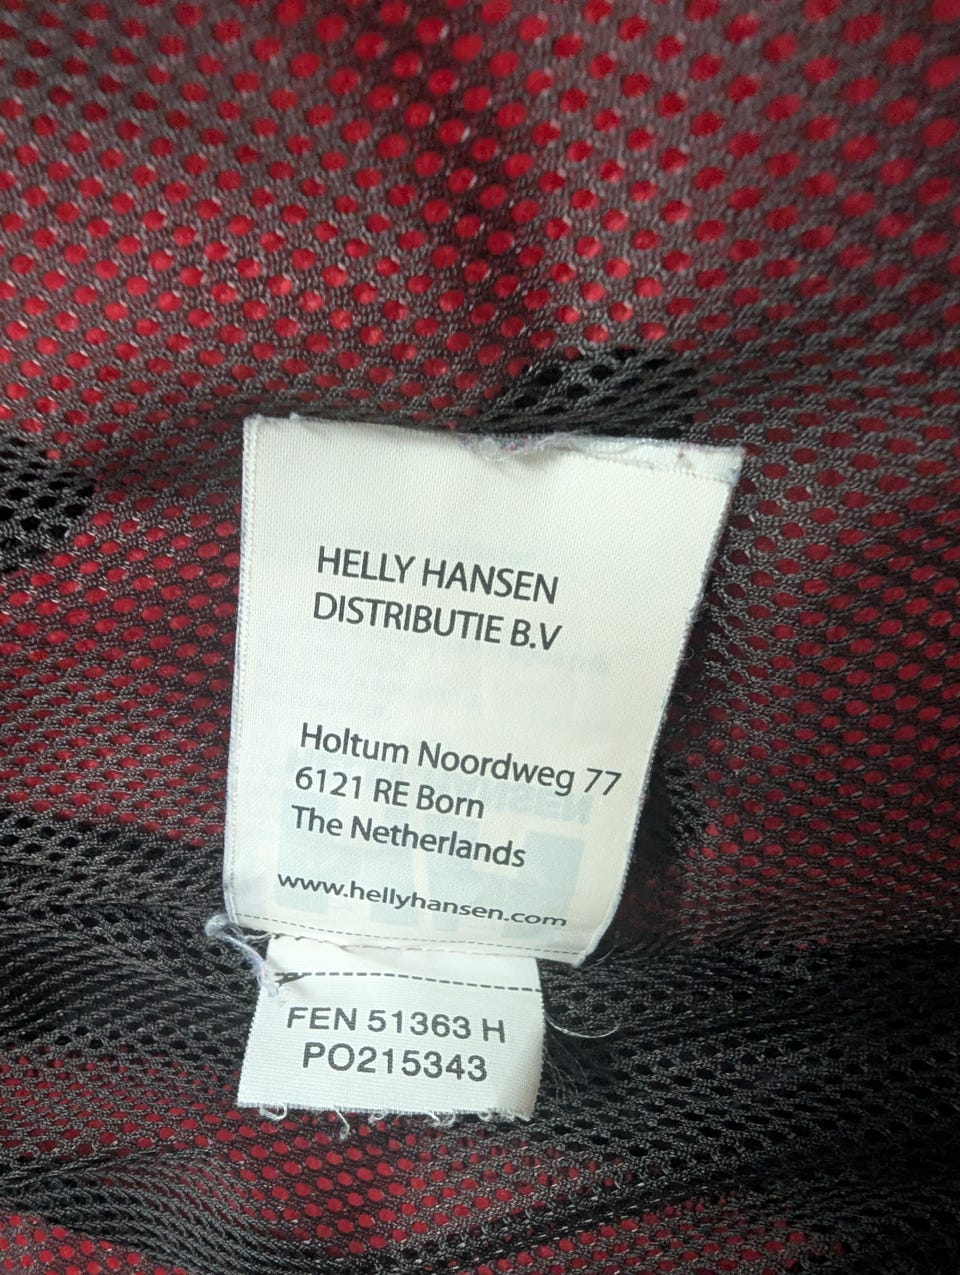 HELLY HANSEN
DISTRIBUTIE B.V
Holtum Noordweg 77
6121 RE Born
The Netherlands
www.hellyhansen.com
FEN 51363 H
PO215343